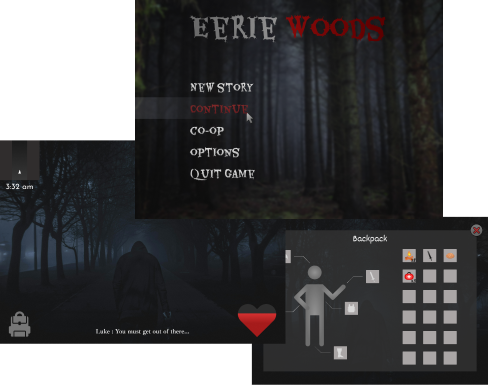 EERIE WOODS
NEW STORY
CONTINUE
CO-OP
OPTIONS
QUIT GAME
5:32 am
Luke : You must get out of there...
Backpack